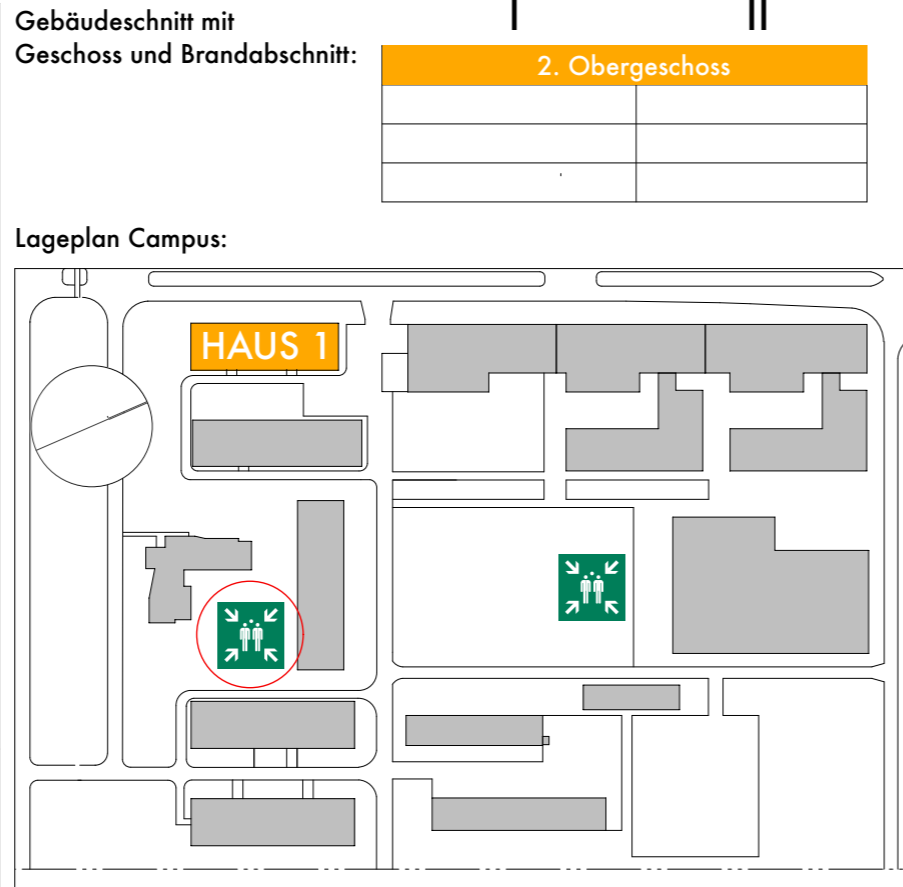 Gebäudeschnitt mit
Geschoss und Brandabschnitt:
I II
2. Obergeschoss
Lageplan Campus:
HAUS 1